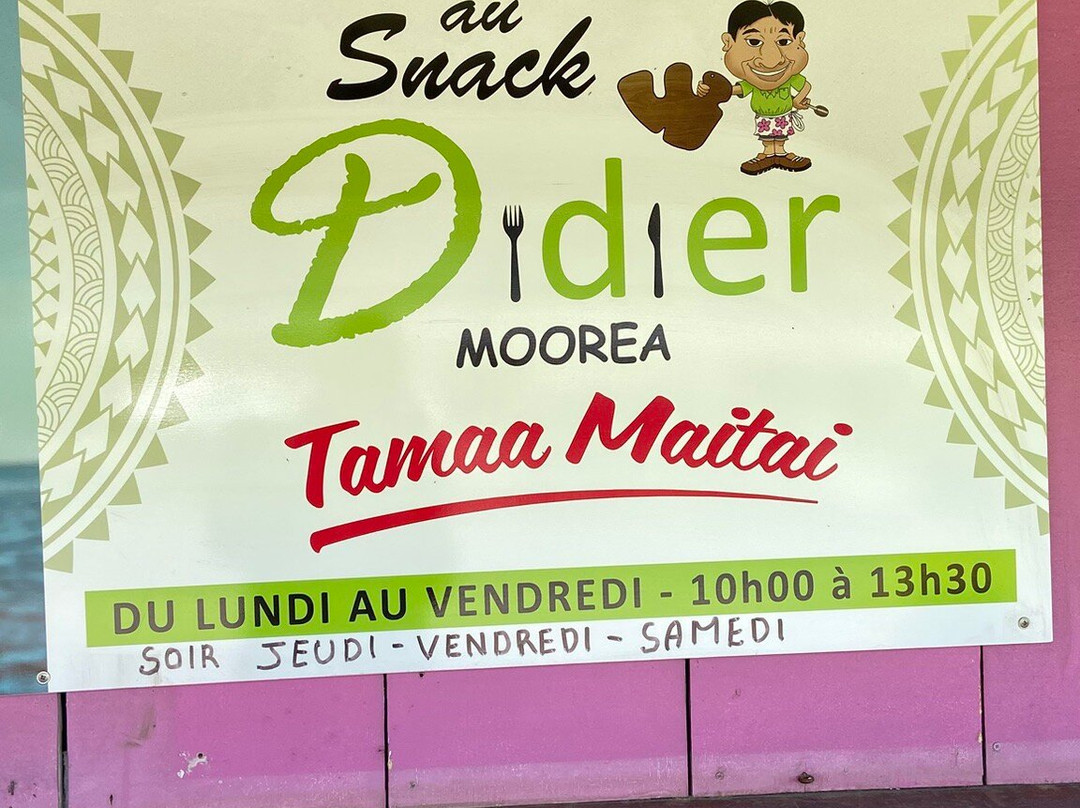 au
Snack
Didier
MOOREA
Tamaa Maitai
DU LUNDI AU VENDREDI - 10h00 à 13h30
SOIR JEUDI - VENDREDI - SAMEDI